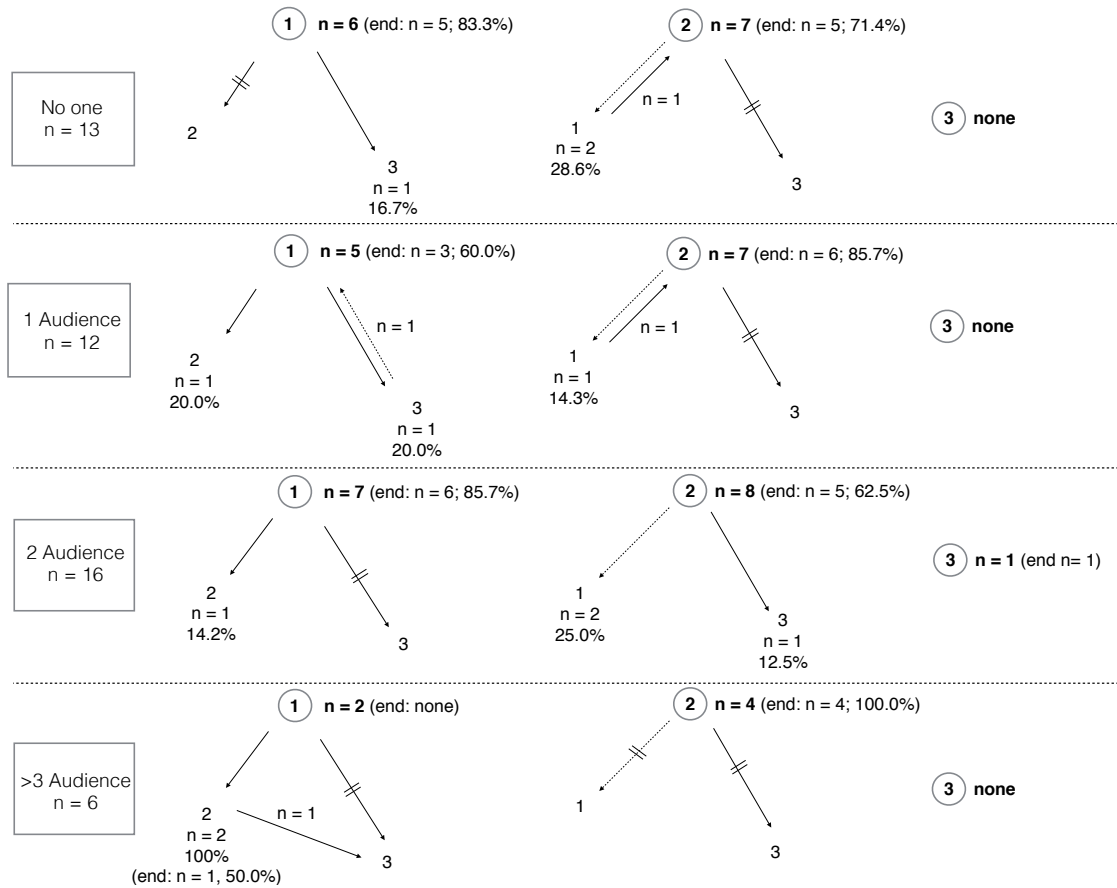 1 n = 6 (end: n = 5; 83.3%)
2 n = 7 (end: n = 5; 71.4%)
No one
n = 13
2
3
n = 1
16.7%
n = 1
1
n = 2
28.6%
3
3 none
1 n = 5 (end: n = 3; 60.0%)
2 n = 7 (end: n = 6; 85.7%)
1 Audience
n = 12
2
n = 1
20.0%
n = 1
3
n = 1
20.0%
n = 1
1
n = 1
14.3%
3
3 none
1 n = 7 (end: n = 6; 85.7%)
2 n = 8 (end: n = 5; 62.5%)
2 Audience
n = 16
2
n = 1
14.2%
3
1
n = 2
25.0%
3
n = 1
12.5%
3 n = 1 (end n= 1)
1 n = 2 (end: none)
2 n = 4 (end: n = 4; 100.0%)
>3 Audience
n = 6
2
n = 2
100%
(end: n = 1, 50.0%)
n = 1
3
1
3
3 none